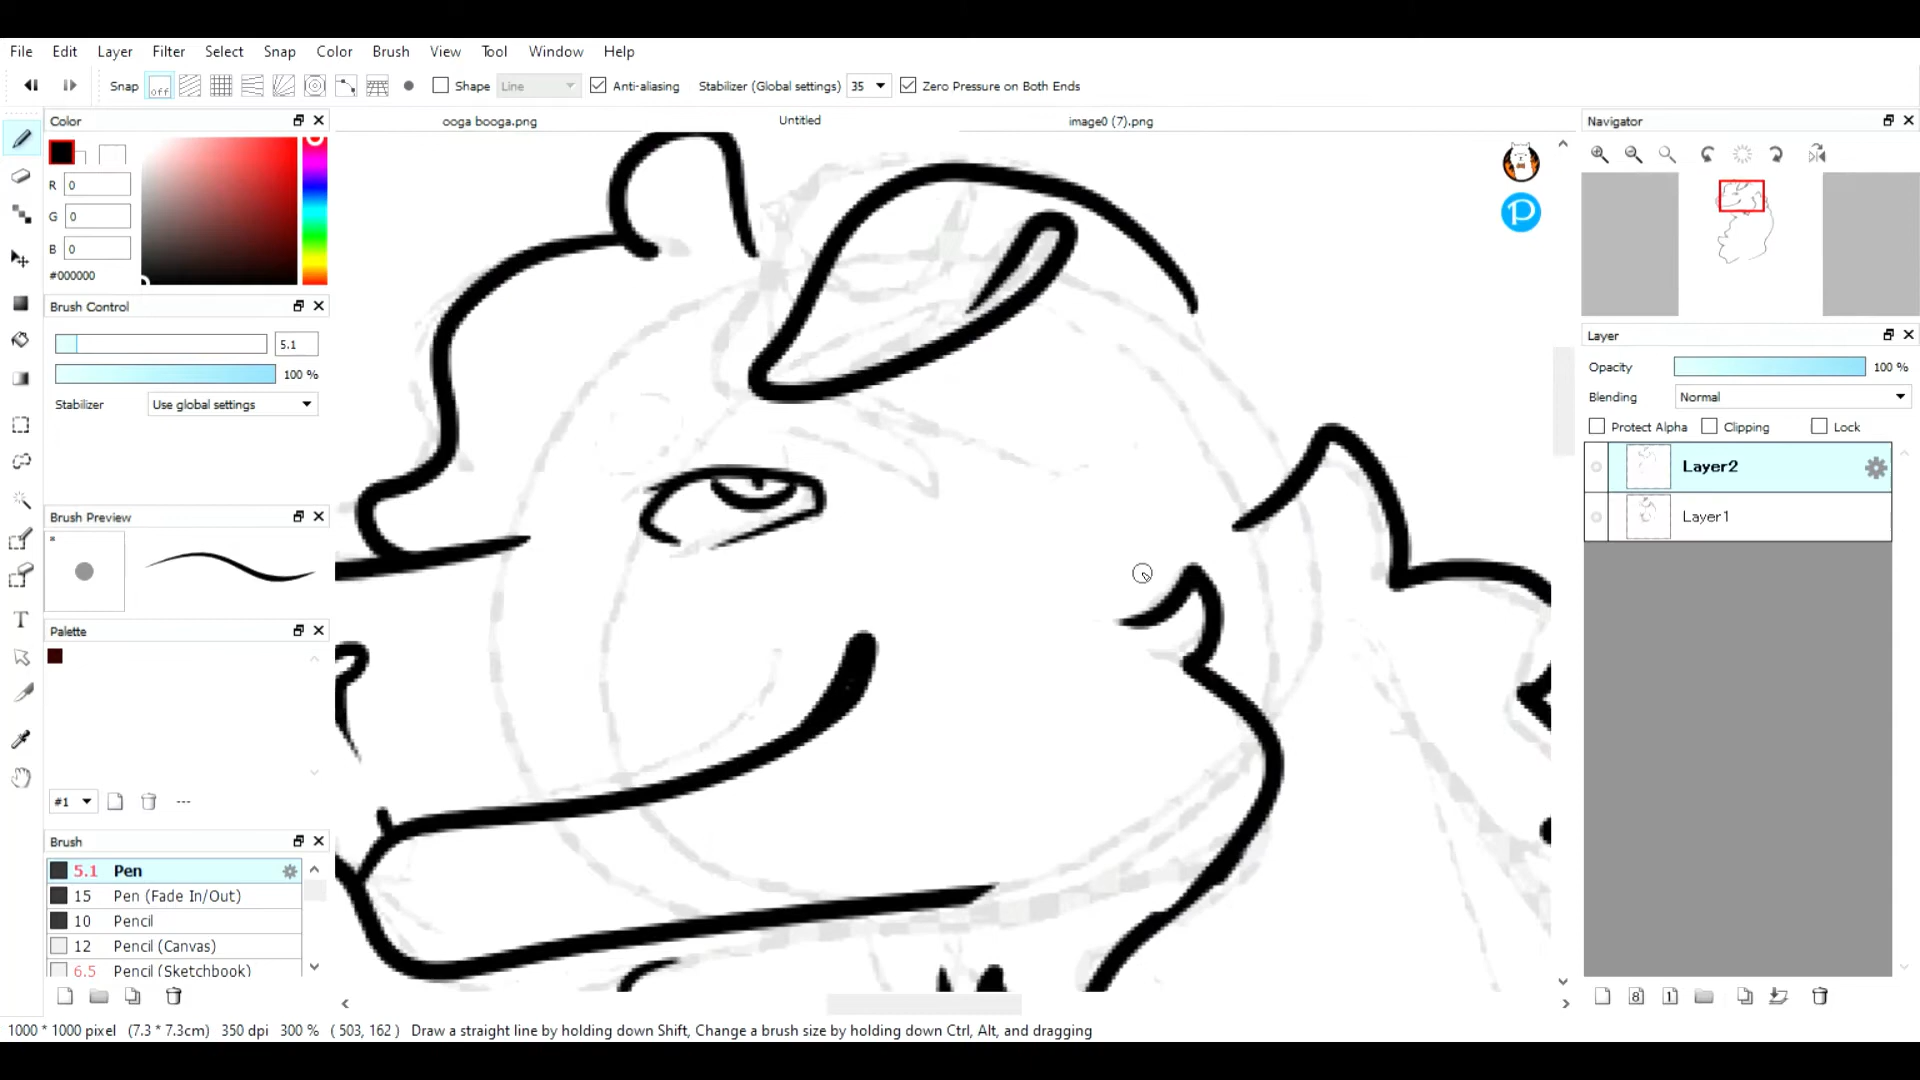 File Edit Layer Filter Select Snap Color Brush View Tool Window Help
Snap off Shape Line Anti-aliasing Stabilizer (Global settings) 35 Zero Pressure on Both Ends
Color
ooga booga.png
Untitled
image0 (7).png
Navigator
R 0
G 0
B 0
#000000
P
Brush Control
5.1
100 %
Stabilizer Use global settings
Layer
Opacity 100 %
Blending Normal
Protect Alpha Clipping Lock
Layer2
Layer1
Brush Preview
T
Palette
#1
Brush
5.1 Pen
15 Pen (Fade In/Out)
10 Pencil
12 Pencil (Canvas)
6.5 Pencil (Sketchbook)
8 1
1000 * 1000 pixel (7.3 * 7.3cm) 350 dpi 300 % ( 503, 162 ) Draw a straight line by holding down Shift, Change a brush size by holding down Ctrl, Alt, and dragging